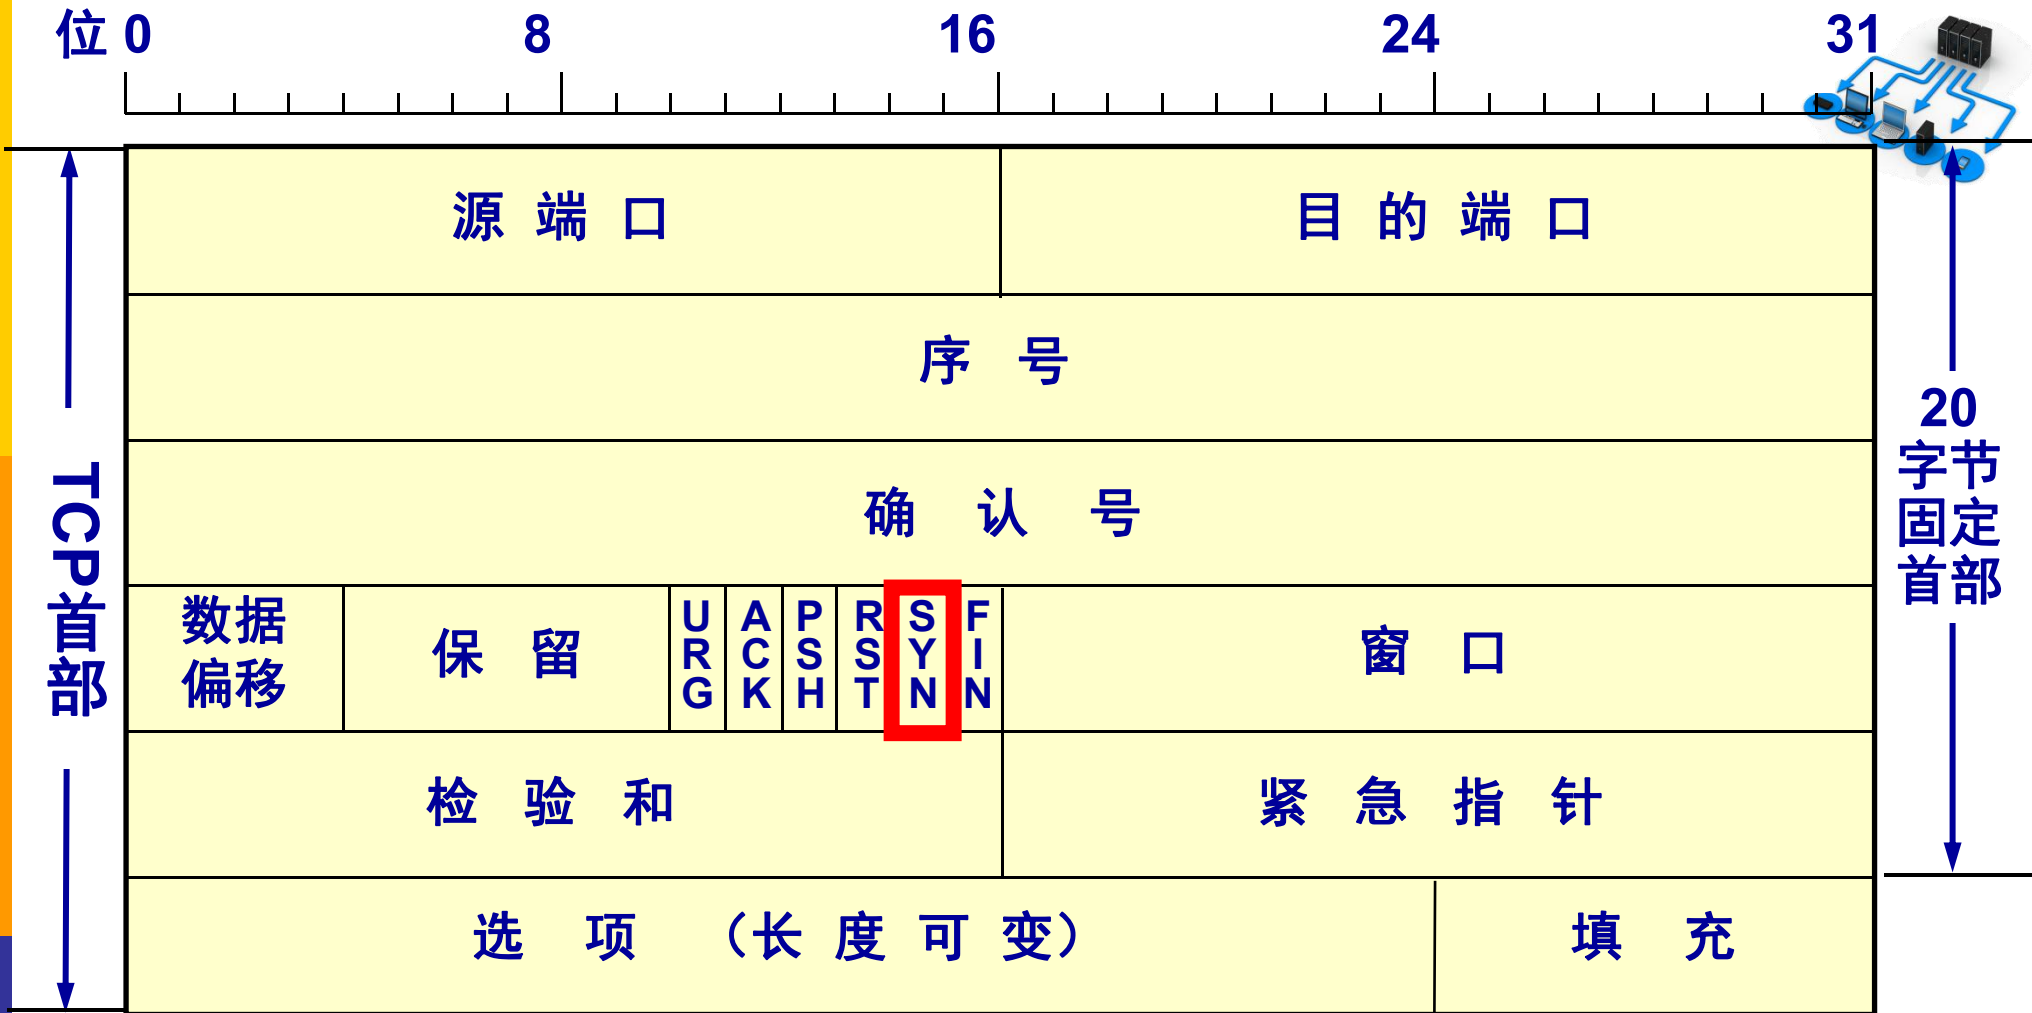 位 0 8 16 24 31
源端口 目的端口
序号
确认号
数据偏移 保留 URG ACK PSH RST SYN FIN 窗口
检验和 紧急指针
选项（长度可变） 填充
TCP首部
20
字节
固定
首部